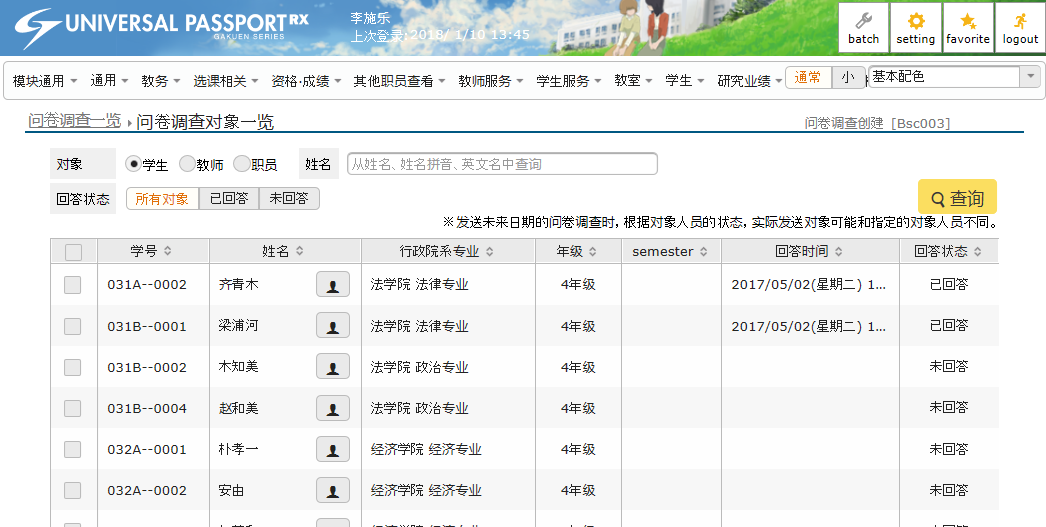 UNIVERSAL PASSPORT RX
GAKUEN SERIES
李施乐
上次登录:2018/ 1/10 13:45
batch setting favorite logout
模块通用 通用 教务 选课相关 资格·成绩 其他职员查看 教师服务 学生服务 教室 学生 研究业绩 通常 小 基本配色
问卷调查一览 问卷调查对象一览 问卷调查创建 [Bsc003]
对象 学生 教师 职员 姓名 从姓名、姓名拼音、英文名中查询
回答状态 所有对象 已回答 未回答 查询
※发送未来日期的问卷调查时, 根据对象人员的状态, 实际发送对象可能和指定的对象人员不同。
学号 姓名 行政院系专业 年级 semester 回答时间 回答状态
031A--0002 齐青木 法学院 法律专业 4年级 2017/05/02(星期二) 1... 已回答
031B--0001 梁浦河 法学院 法律专业 4年级 2017/05/02(星期二) 1... 已回答
031B--0002 木知美 法学院 政治专业 4年级 未回答
031B--0004 赵和美 法学院 政治专业 4年级 未回答
032A--0001 朴孝一 经济学院 经济专业 4年级 未回答
032A--0002 安由 经济学院 经济专业 4年级 未回答